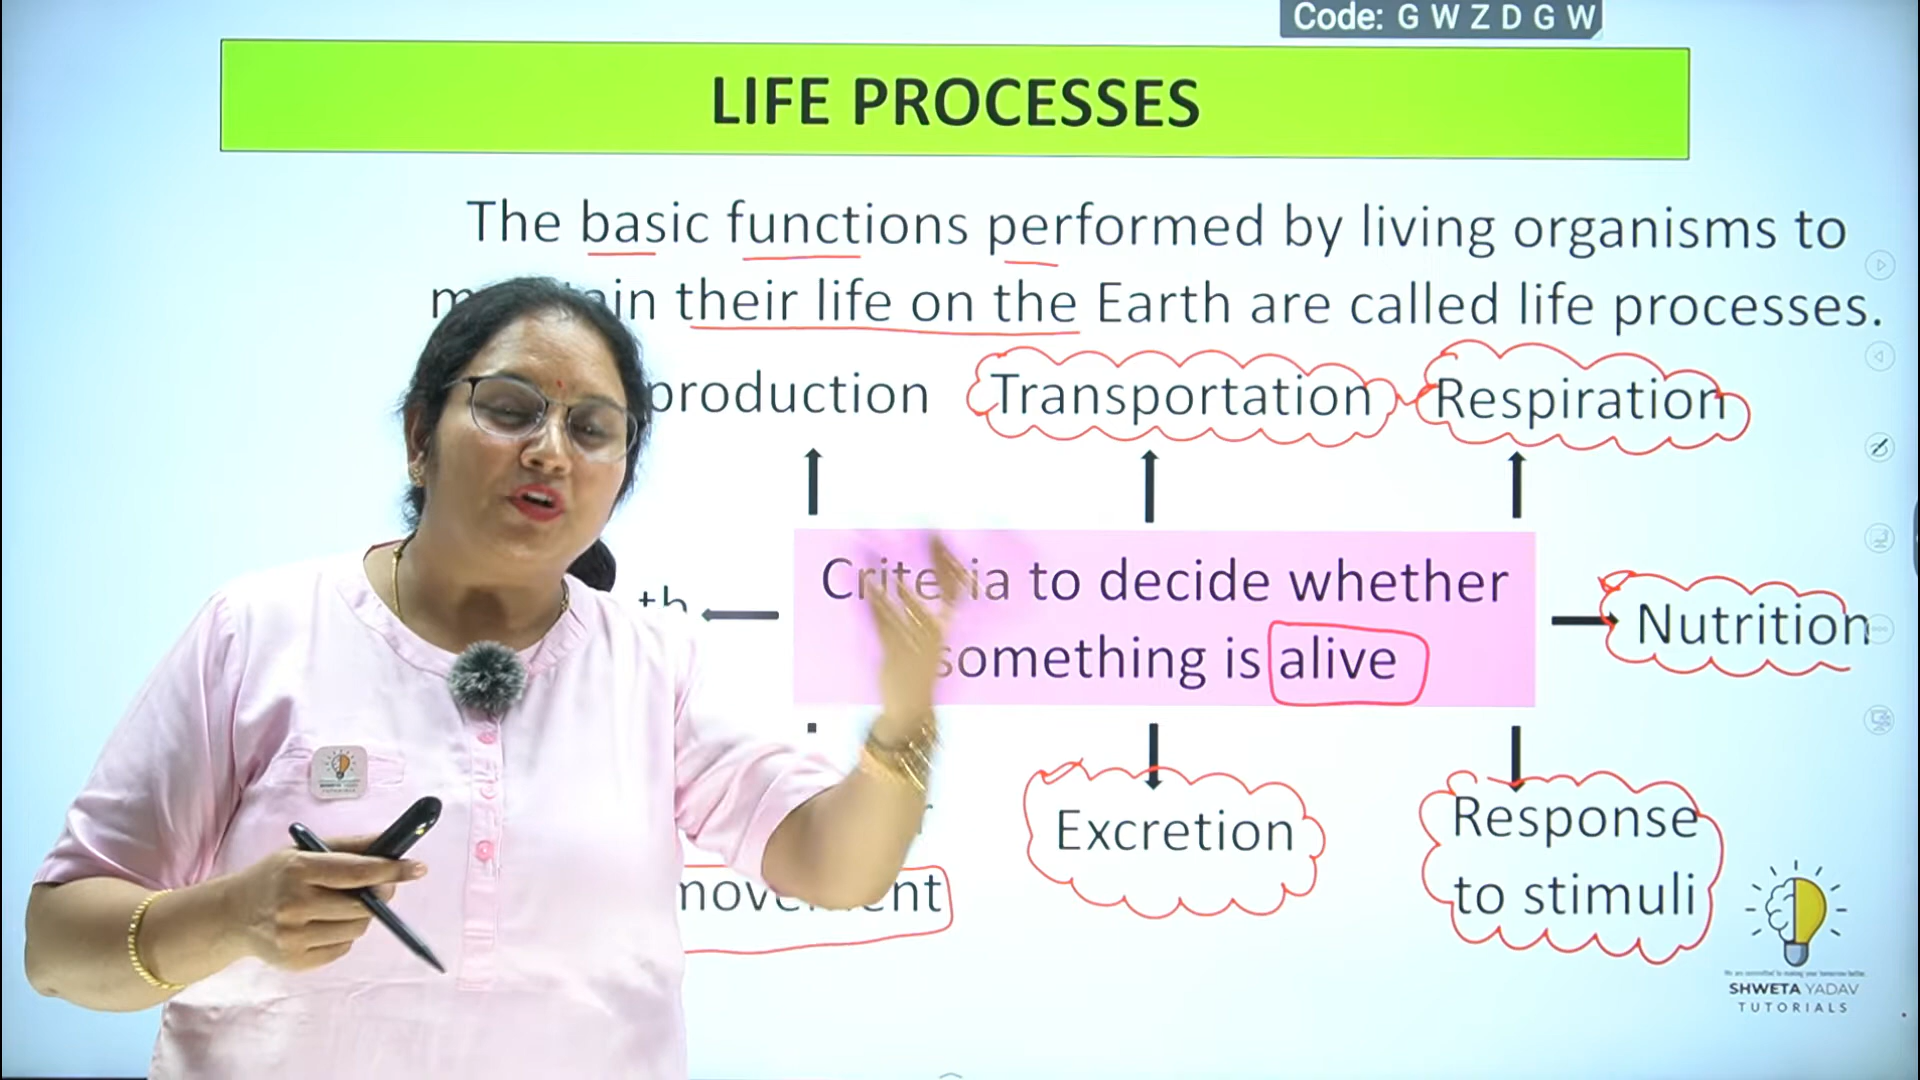 Code: G W Z D G W
LIFE PROCESSES
The basic functions performed by living organisms to
their life on the Earth are called life processes.
production Transportation Respiration
Criteria to decide whether
something is alive
Nutrition
Excretion
Response
to stimuli
SHWETA YADAV
TUTORIALS